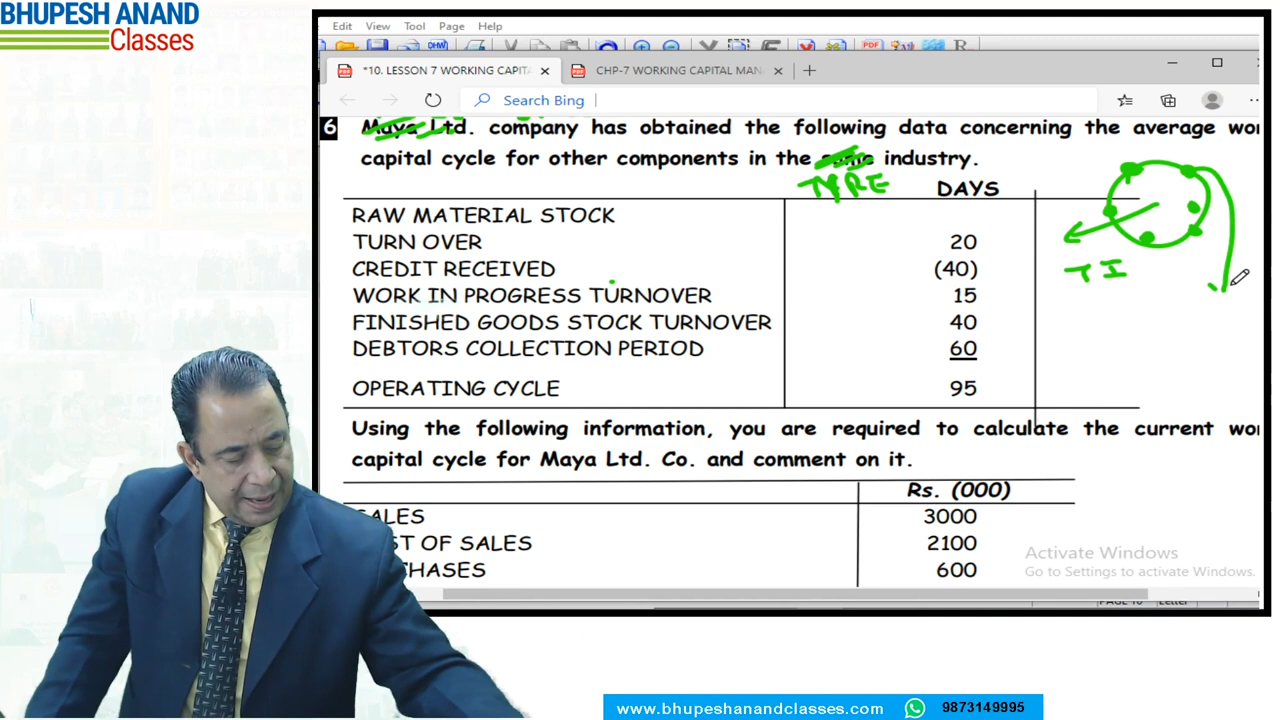 BHUPESH ANAND
Classes
Edit View Tool Page Help
*10. LESSON 7 WORKING CAPITA
CHP-7 WORKING CAPITAL MAN
Search Bing
6 Maya Ltd. company has obtained the following data concerning the average wor
capital cycle for other components in the same industry.
TYRE
DAYS
RAW MATERIAL STOCK
TURN OVER 20
CREDIT RECEIVED (40)
WORK IN PROGRESS TURNOVER 15
FINISHED GOODS STOCK TURNOVER 40
DEBTORS COLLECTION PERIOD 60
OPERATING CYCLE 95
TI
Using the following information, you are required to calculate the current wor
capital cycle for Maya Ltd. Co. and comment on it.
Rs. (000)
SALES 3000
ST OF SALES 2100
CHASES 600
Activate Windows
Go to Settings to activate Windows.
www.bhupeshanandclasses.com 9873149995